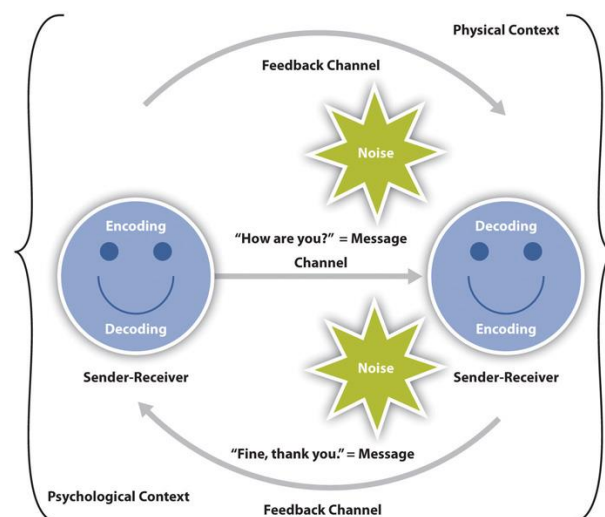 Physical Context
Feedback Channel
Noise
Encoding
Decoding
“How are you?” = Message
Channel
Decoding
Encoding
Sender-Receiver
Noise
Sender-Receiver
“Fine, thank you.” = Message
Psychological Context
Feedback Channel